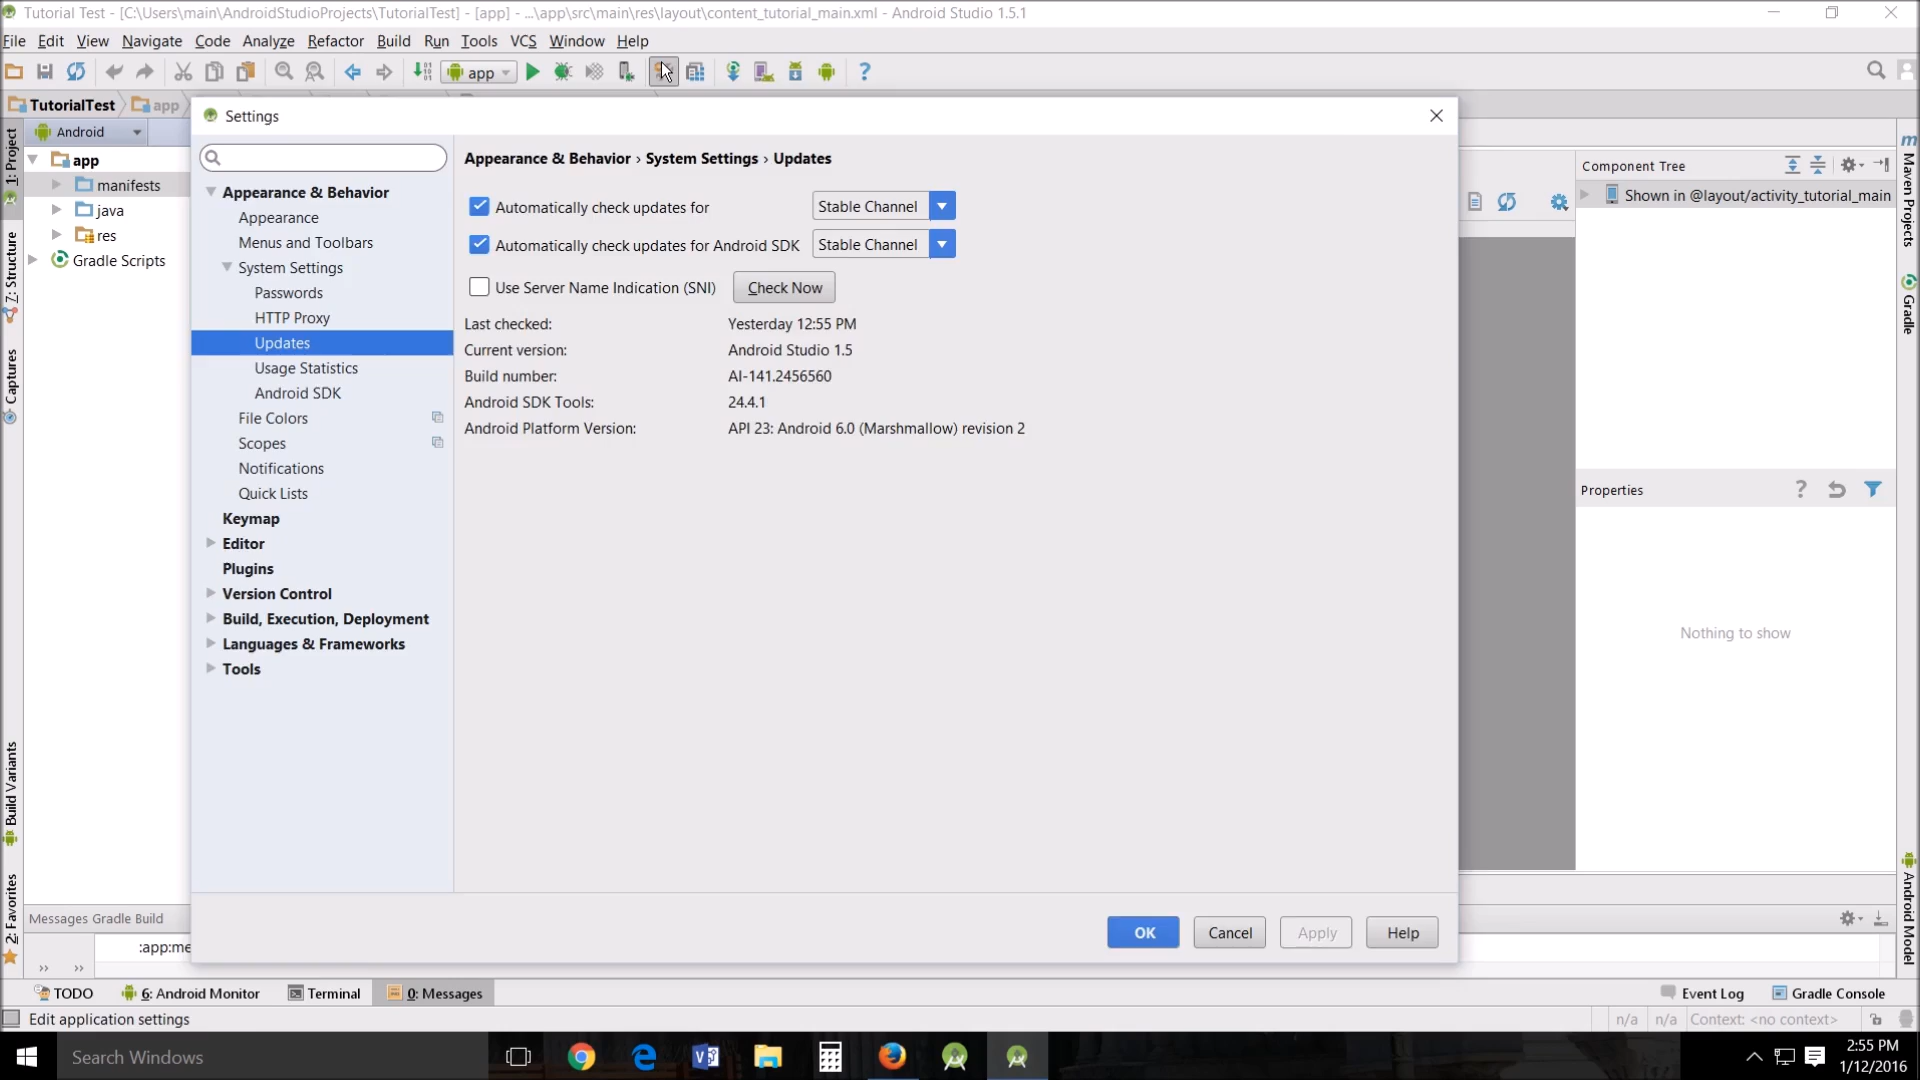 Tutorial Test - [C:\Users\main\AndroidStudioProjects\TutorialTest] - [app] - ...\app\src\main\res\layout\content_tutorial_main.xml - Android Studio 1.5.1
File Edit View Navigate Code Analyze Refactor Build Run Tools VCS Window Help
app
TutorialTest app
Settings
1: Project
Android
app
manifests
java
res
Gradle Scripts
7: Structure
Captures
Build Variants
2: Favorites
Appearance & Behavior
Appearance
Menus and Toolbars
System Settings
Passwords
HTTP Proxy
Updates
Usage Statistics
Android SDK
File Colors
Scopes
Notifications
Quick Lists
Keymap
Editor
Plugins
Version Control
Build, Execution, Deployment
Languages & Frameworks
Tools
Appearance & Behavior › System Settings › Updates
Automatically check updates for Stable Channel
Automatically check updates for Android SDK Stable Channel
Use Server Name Indication (SNI) Check Now
Last checked: Yesterday 12:55 PM
Current version: Android Studio 1.5
Build number: AI-141.2456560
Android SDK Tools: 24.4.1
Android Platform Version: API 23: Android 6.0 (Marshmallow) revision 2
OK Cancel Apply Help
Component Tree
Shown in @layout/activity_tutorial_main
Properties
Nothing to show
Maven Projects
Gradle
Android Model
Messages Gradle Build
:app:me
TODO 6: Android Monitor Terminal 0: Messages Event Log Gradle Console
Edit application settings n/a n/a Context: <no context>
Search Windows
2:55 PM
1/12/2016